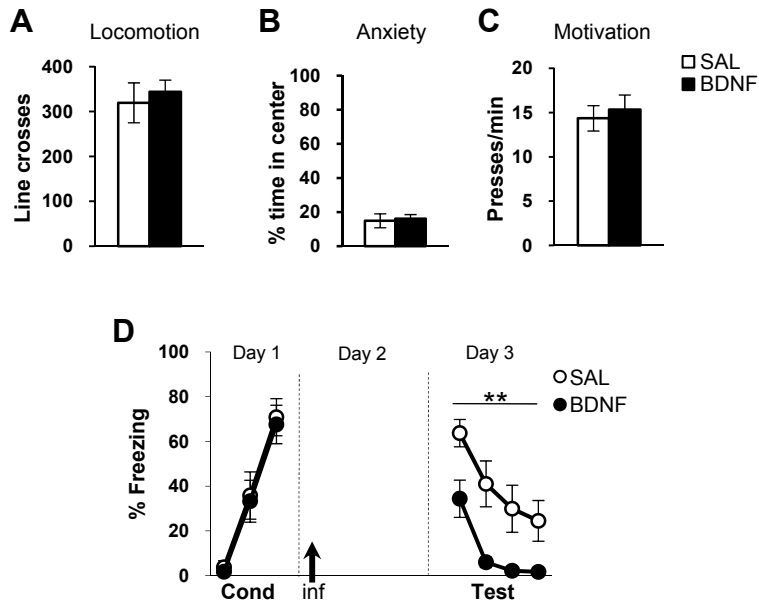 A
Locomotion
Line crosses
400
300
200
100
0
B
Anxiety
% time in center
100
80
60
40
20
0
C
Motivation
Presses/min
20
15
10
5
0
SAL
BDNF
D
% Freezing
100
80
60
40
20
0
Day 1
Day 2
Day 3
**
SAL
BDNF
Cond
inf
Test